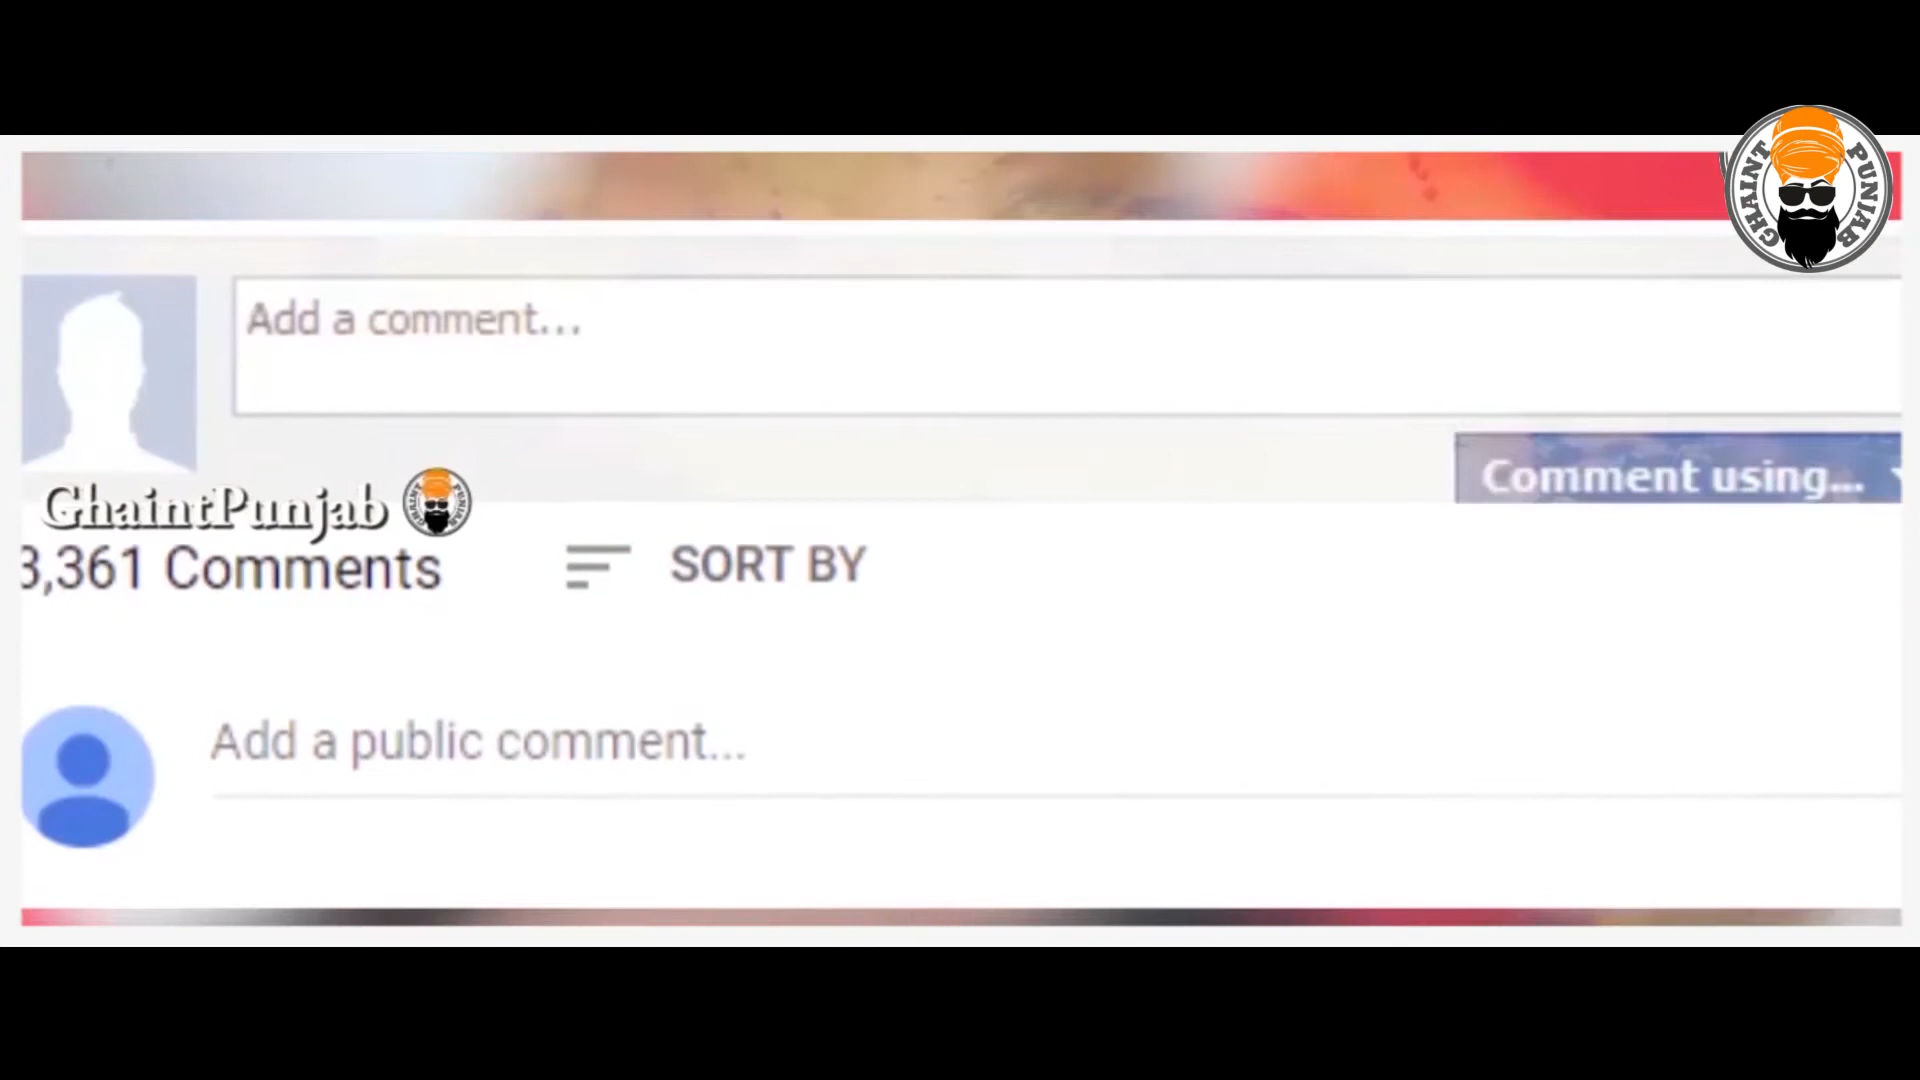 GHAINT PUNJAB
Add a comment...
Comment using...
GhaintPunjab
3,361 Comments
SORT BY
Add a public comment...